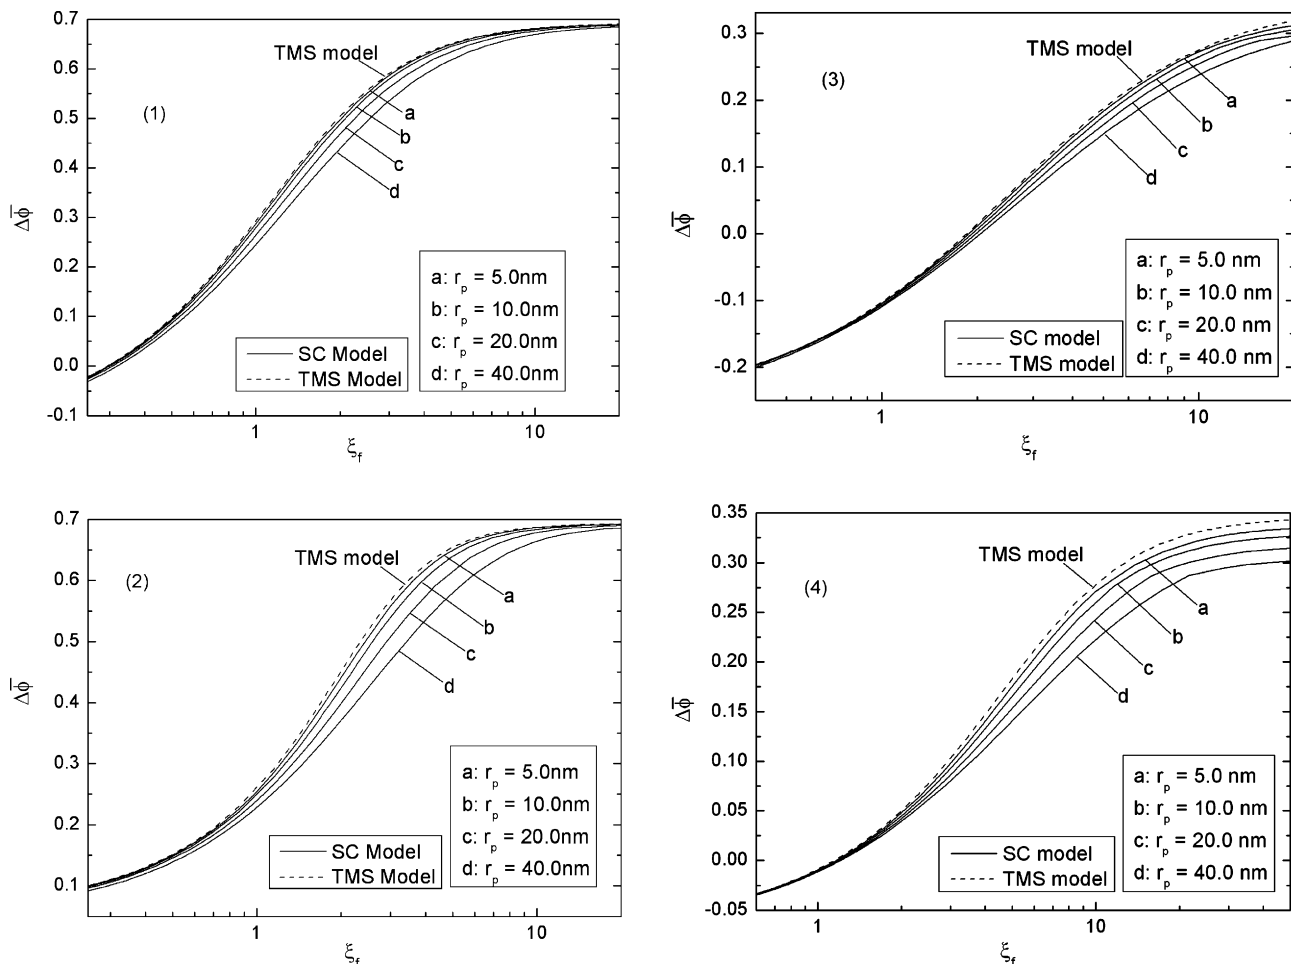 0.7
0.6
0.5
0.4
0.3
0.2
0.1
0.0
-0.1
Δφ̅
(1)
TMS model
a
b
c
d
a: r_p = 5.0nm
b: r_p = 10.0nm
c: r_p = 20.0nm
d: r_p = 40.0nm
SC Model
TMS Model
1
10
ξ_f
0.3
0.2
0.1
0.0
-0.1
-0.2
Δφ̅
(3)
TMS model
a
b
c
d
a: r_p = 5.0 nm
b: r_p = 10.0 nm
c: r_p = 20.0 nm
d: r_p = 40.0 nm
SC model
TMS model
1
10
ξ_f
0.7
0.6
0.5
0.4
0.3
0.2
0.1
Δφ̅
(2)
TMS model
a
b
c
d
a: r_p = 5.0nm
b: r_p = 10.0nm
c: r_p = 20.0nm
d: r_p = 40.0nm
SC Model
TMS Model
1
10
ξ_f
0.35
0.30
0.25
0.20
0.15
0.10
0.05
0.00
-0.05
Δφ̅
(4)
TMS model
a
b
c
d
a: r_p = 5.0 nm
b: r_p = 10.0 nm
c: r_p = 20.0 nm
d: r_p = 40.0 nm
SC model
TMS model
1
10
ξ_f